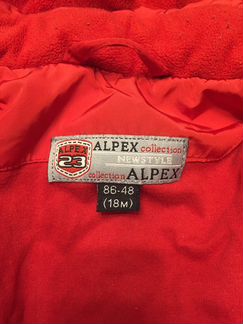 ALPEX
23
ALPEX collection
NEWSTYLE
collection ALPEX
86-48
(18M)